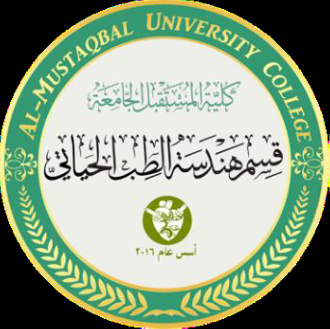 AL-MUSTAQBAL UNIVERSITY COLLEGE
كلية المستقبل الجامعة
قسم هندسة الطب الحياتي
أسس عام ٢٠١٦